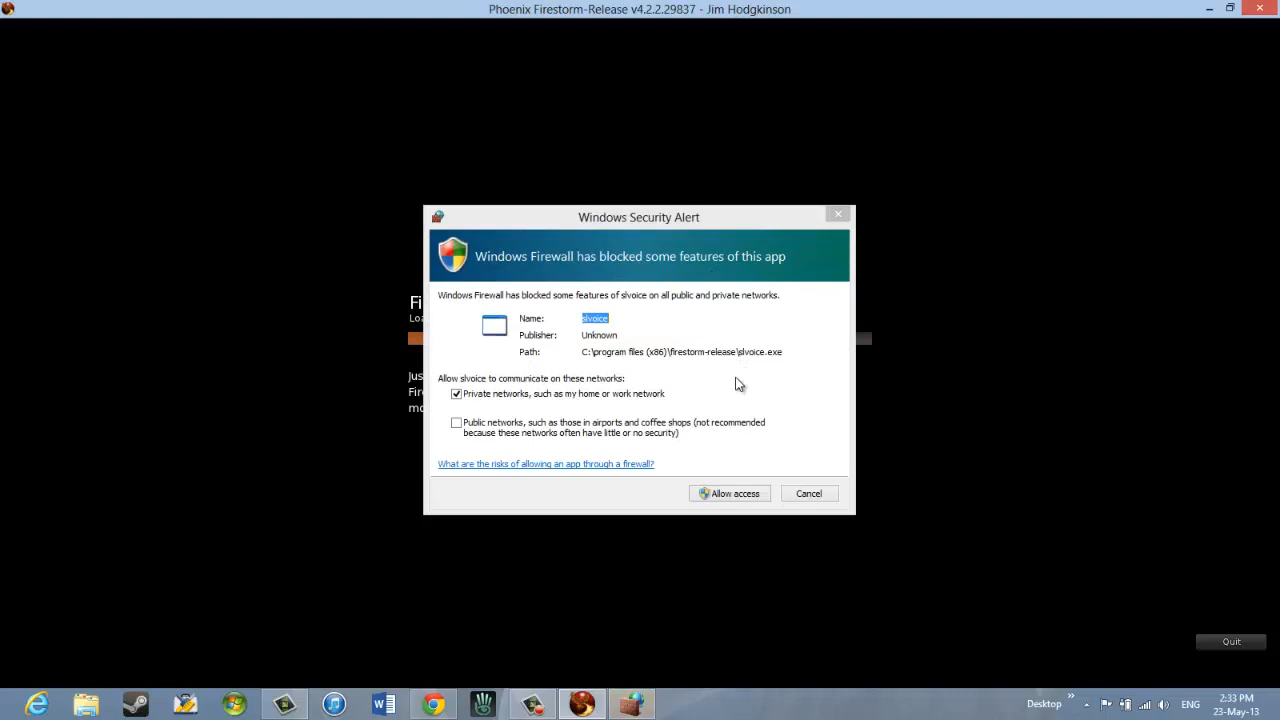 Phoenix Firestorm-Release v4.2.2.29837 - Jim Hodgkinson
Windows Security Alert
Windows Firewall has blocked some features of this app
Windows Firewall has blocked some features of slvoice on all public and private networks.
Name: slvoice
Publisher: Unknown
Path: C:\program files (x86)\firestorm-release\slvoice.exe
Allow slvoice to communicate on these networks:
Private networks, such as my home or work network
Public networks, such as those in airports and coffee shops (not recommended
because these networks often have little or no security)
What are the risks of allowing an app through a firewall?
Allow access Cancel
Fi
Loa
Jus
Fire
mo
Quit
Desktop » ENG 2:33 PM
23-May-13